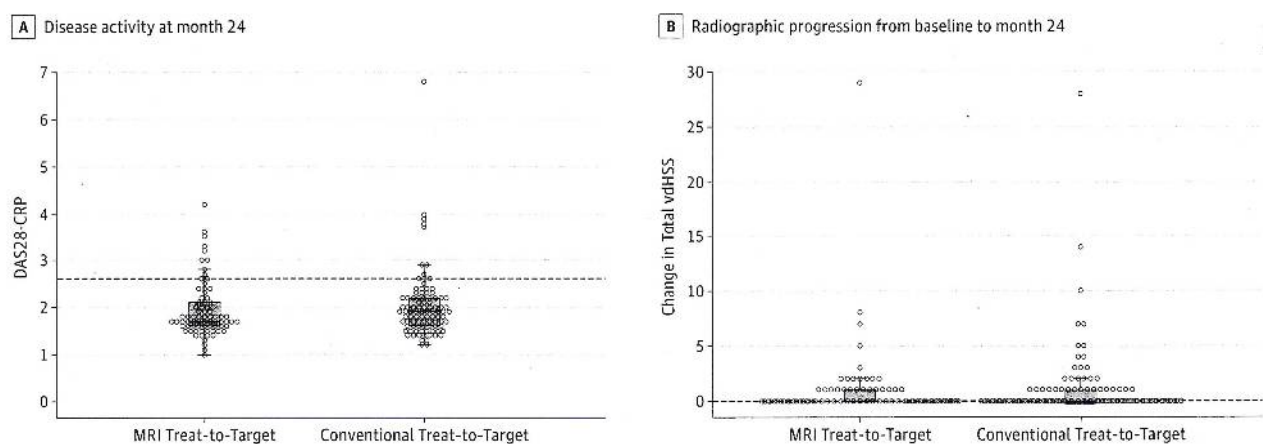 A Disease activity at month 24
7
6
5
4
3
2
1
0
DAS28-CRP
MRI Treat-to-Target
Conventional Treat-to-Target
B Radiographic progression from baseline to month 24
30
25
20
15
10
5
0
Change in Total vdHSS
MRI Treat-to-Target
Conventional Treat-to-Target